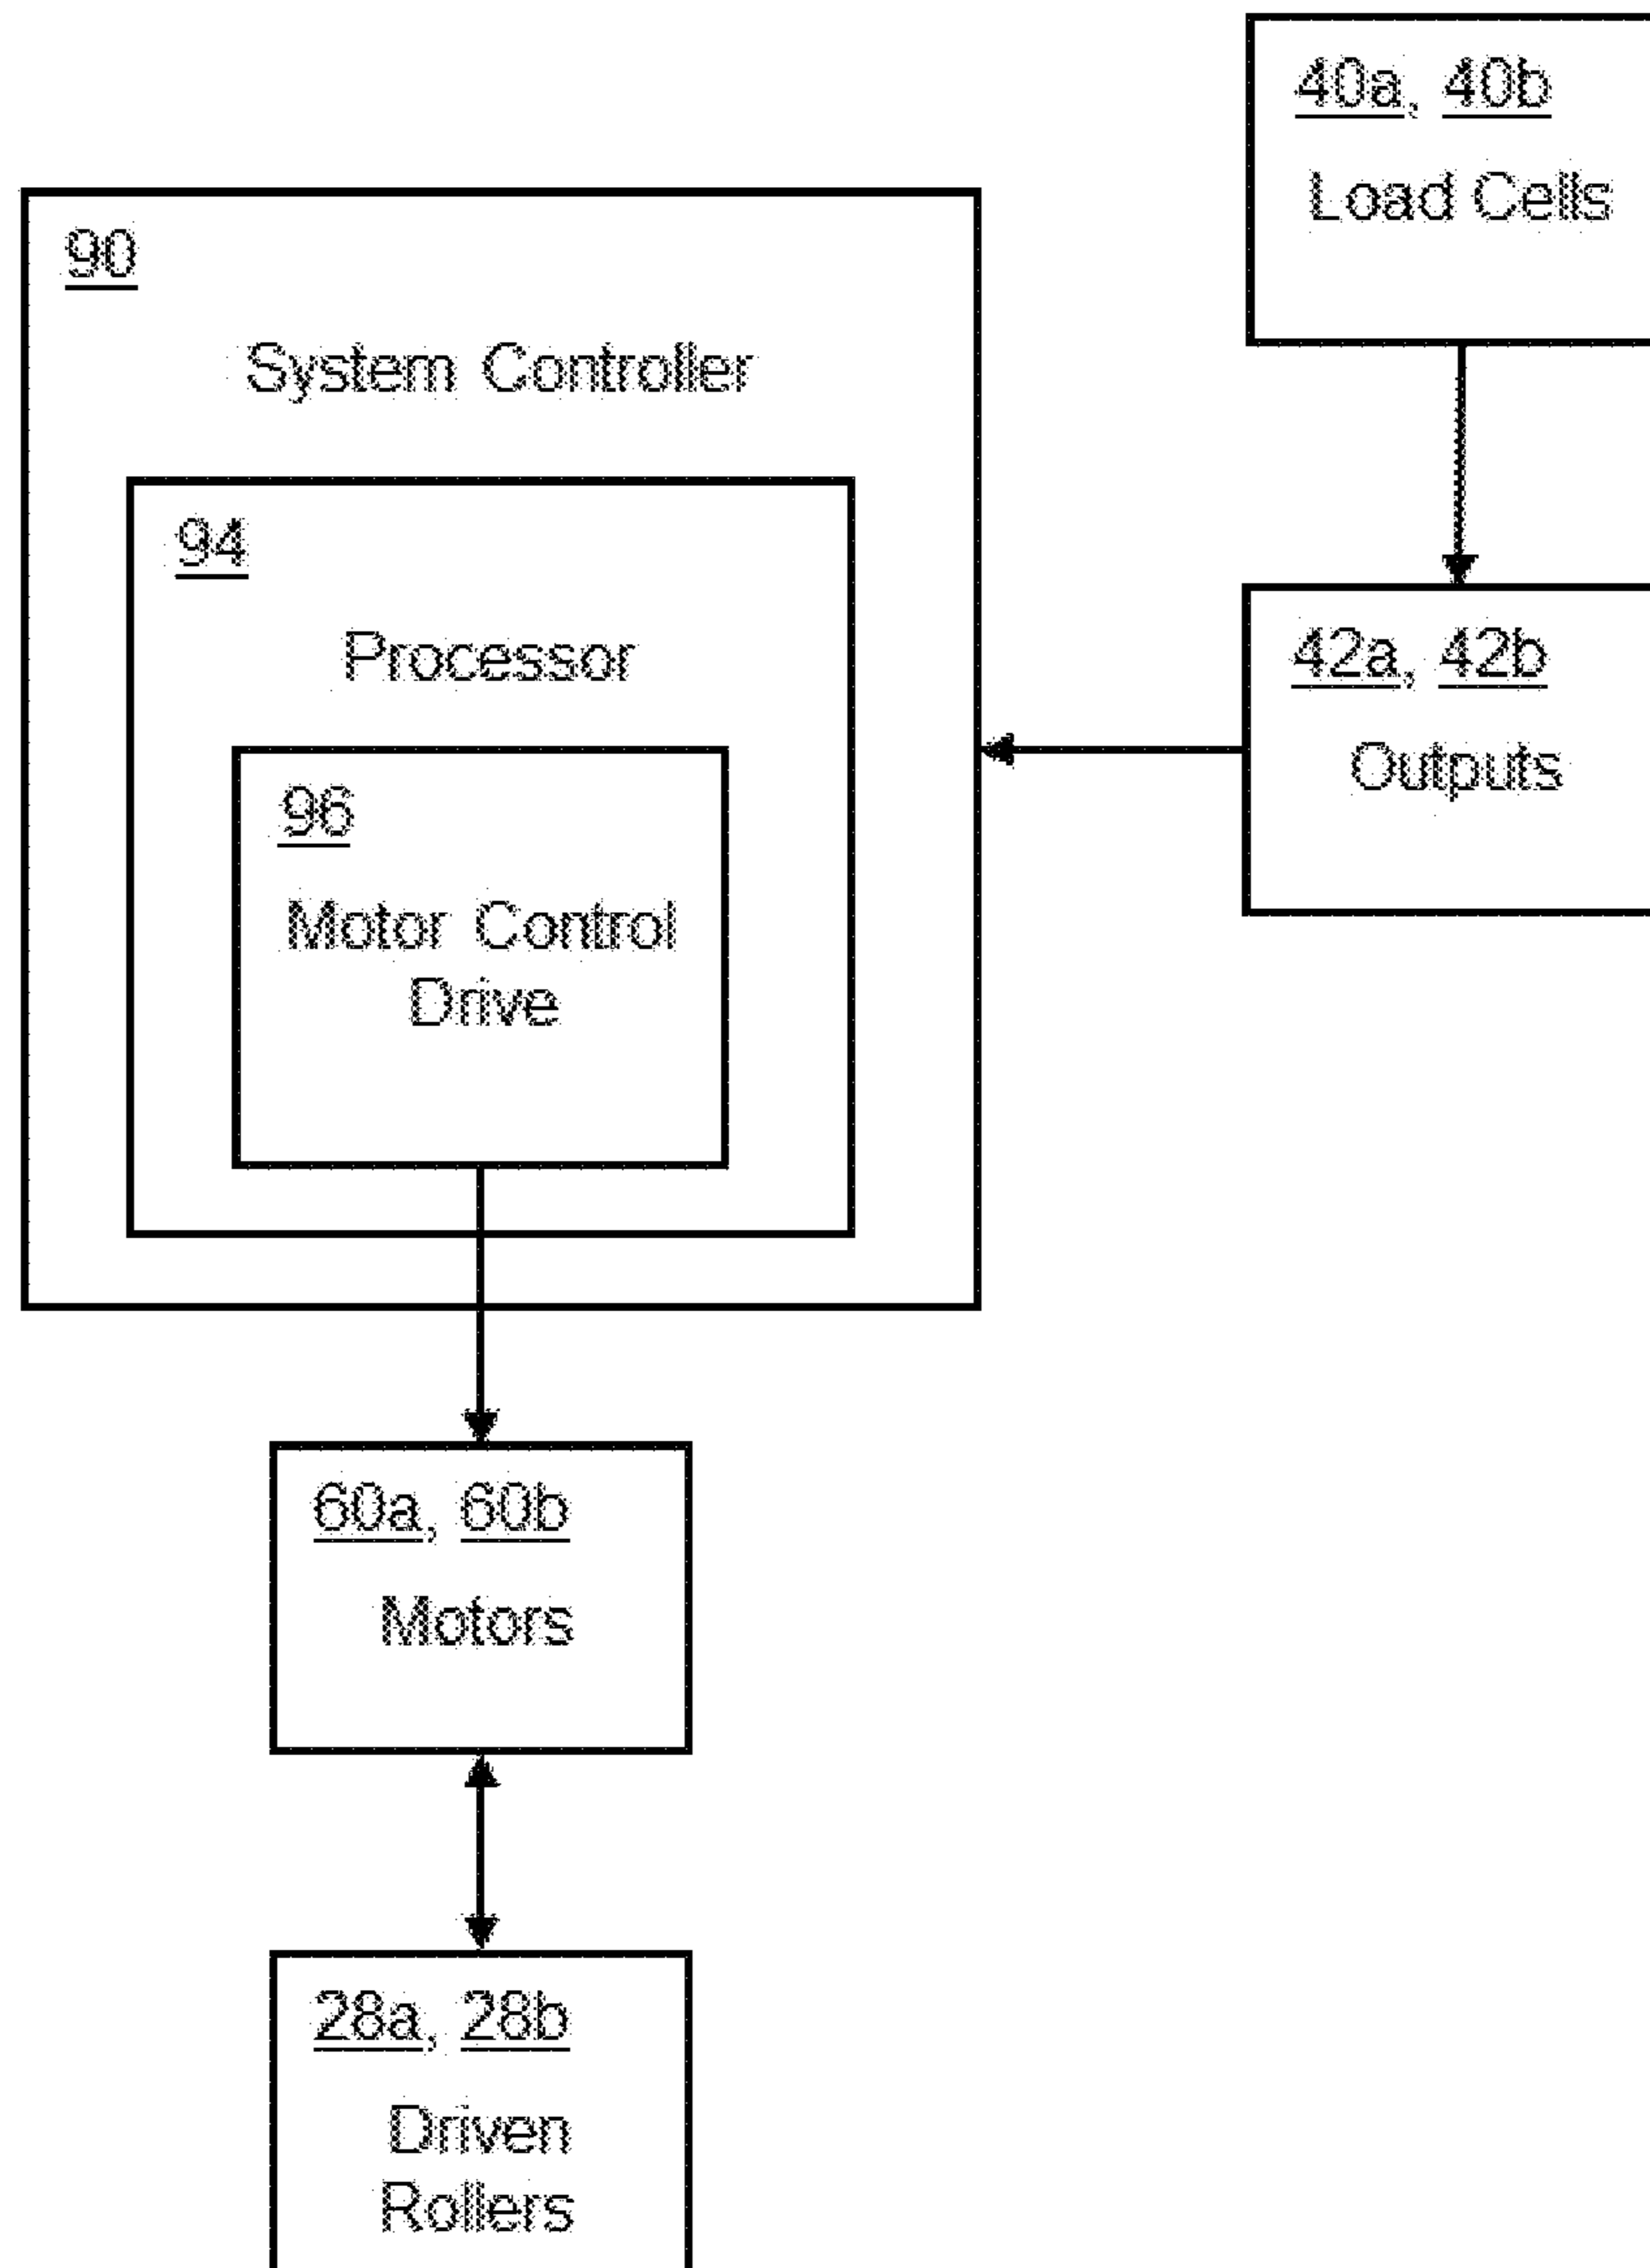 40a, 40b
Load Cells
90
System Controller
94
Processor
42a, 42b
Outputs
96
Motor Control
Drive
60a, 60b
Motors
28a, 28b
Driven
Rollers